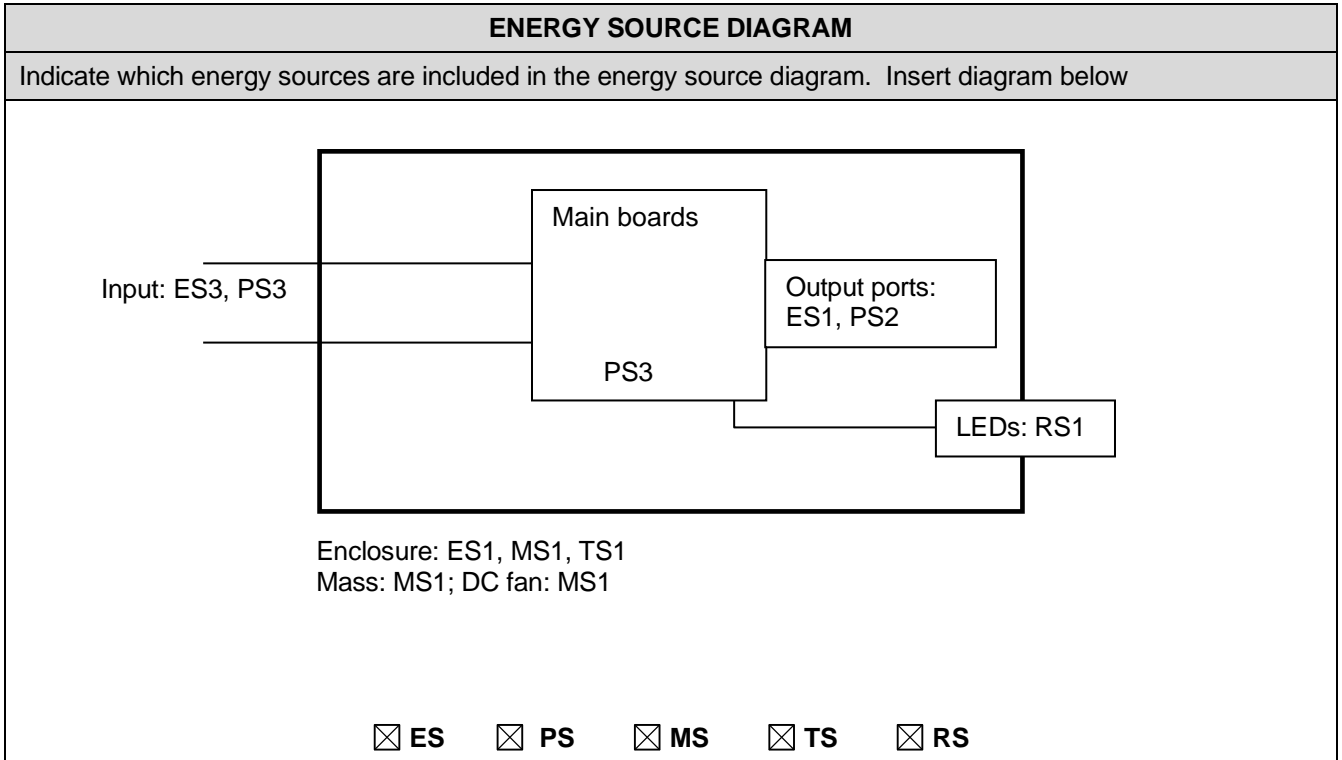 ENERGY SOURCE DIAGRAM
Indicate which energy sources are included in the energy source diagram. Insert diagram below
Main boards
Input: ES3, PS3
Output ports:
ES1, PS2
PS3
LEDs: RS1
Enclosure: ES1, MS1, TS1
Mass: MS1; DC fan: MS1
☒ ES ☒ PS ☒ MS ☒ TS ☒ RS